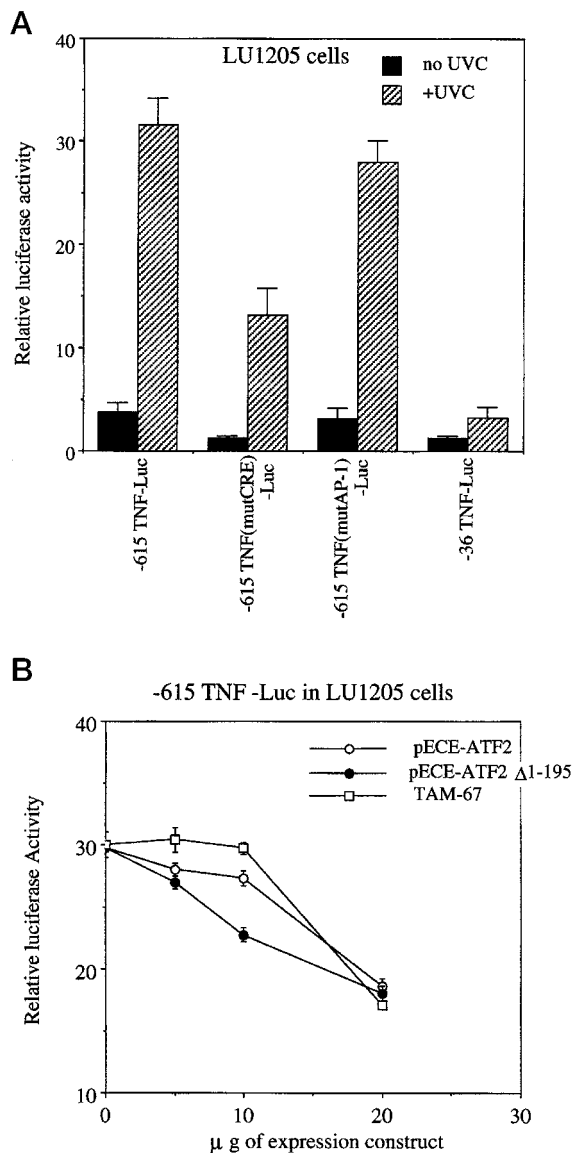 A
LU1205 cells
no UVC
+UVC
Relative luciferase activity
40
30
20
10
0
-615 TNF-Luc
-615 TNF(mutCRE)
-Luc
-615 TNF(mutAP-1)
-Luc
-36 TNF-Luc
B
-615 TNF -Luc in LU1205 cells
pECE-ATF2
pECE-ATF2 Δ1-195
TAM-67
Relative luciferase Activity
40
30
20
10
0
10
20
30
μ g of expression construct